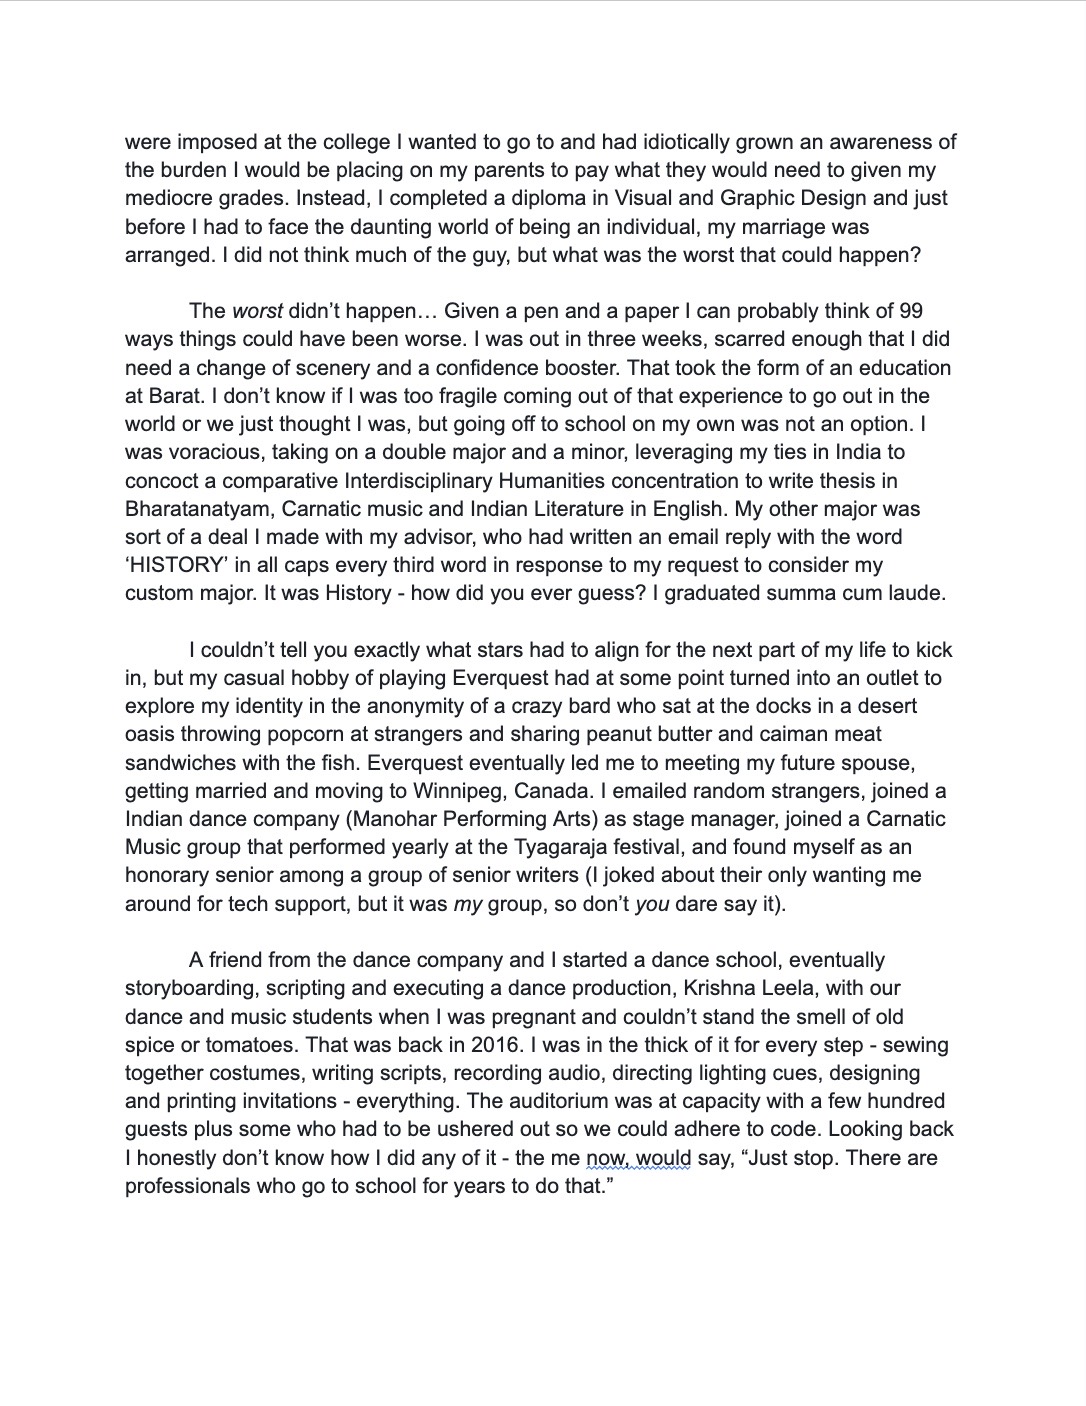 were imposed at the college I wanted to go to and had idiotically grown an awareness of
the burden I would be placing on my parents to pay what they would need to given my
mediocre grades. Instead, I completed a diploma in Visual and Graphic Design and just
before I had to face the daunting world of being an individual, my marriage was
arranged. I did not think much of the guy, but what was the worst that could happen?
The worst didn’t happen… Given a pen and a paper I can probably think of 99
ways things could have been worse. I was out in three weeks, scarred enough that I did
need a change of scenery and a confidence booster. That took the form of an education
at Barat. I don’t know if I was too fragile coming out of that experience to go out in the
world or we just thought I was, but going off to school on my own was not an option. I
was voracious, taking on a double major and a minor, leveraging my ties in India to
concoct a comparative Interdisciplinary Humanities concentration to write thesis in
Bharatanatyam, Carnatic music and Indian Literature in English. My other major was
sort of a deal I made with my advisor, who had written an email reply with the word
‘HISTORY’ in all caps every third word in response to my request to consider my
custom major. It was History - how did you ever guess? I graduated summa cum laude.
I couldn’t tell you exactly what stars had to align for the next part of my life to kick
in, but my casual hobby of playing Everquest had at some point turned into an outlet to
explore my identity in the anonymity of a crazy bard who sat at the docks in a desert
oasis throwing popcorn at strangers and sharing peanut butter and caiman meat
sandwiches with the fish. Everquest eventually led me to meeting my future spouse,
getting married and moving to Winnipeg, Canada. I emailed random strangers, joined a
Indian dance company (Manohar Performing Arts) as stage manager, joined a Carnatic
Music group that performed yearly at the Tyagaraja festival, and found myself as an
honorary senior among a group of senior writers (I joked about their only wanting me
around for tech support, but it was my group, so don’t you dare say it).
A friend from the dance company and I started a dance school, eventually
storyboarding, scripting and executing a dance production, Krishna Leela, with our
dance and music students when I was pregnant and couldn’t stand the smell of old
spice or tomatoes. That was back in 2016. I was in the thick of it for every step - sewing
together costumes, writing scripts, recording audio, directing lighting cues, designing
and printing invitations - everything. The auditorium was at capacity with a few hundred
guests plus some who had to be ushered out so we could adhere to code. Looking back
I honestly don’t know how I did any of it - the me now, would say, “Just stop. There are
professionals who go to school for years to do that.”